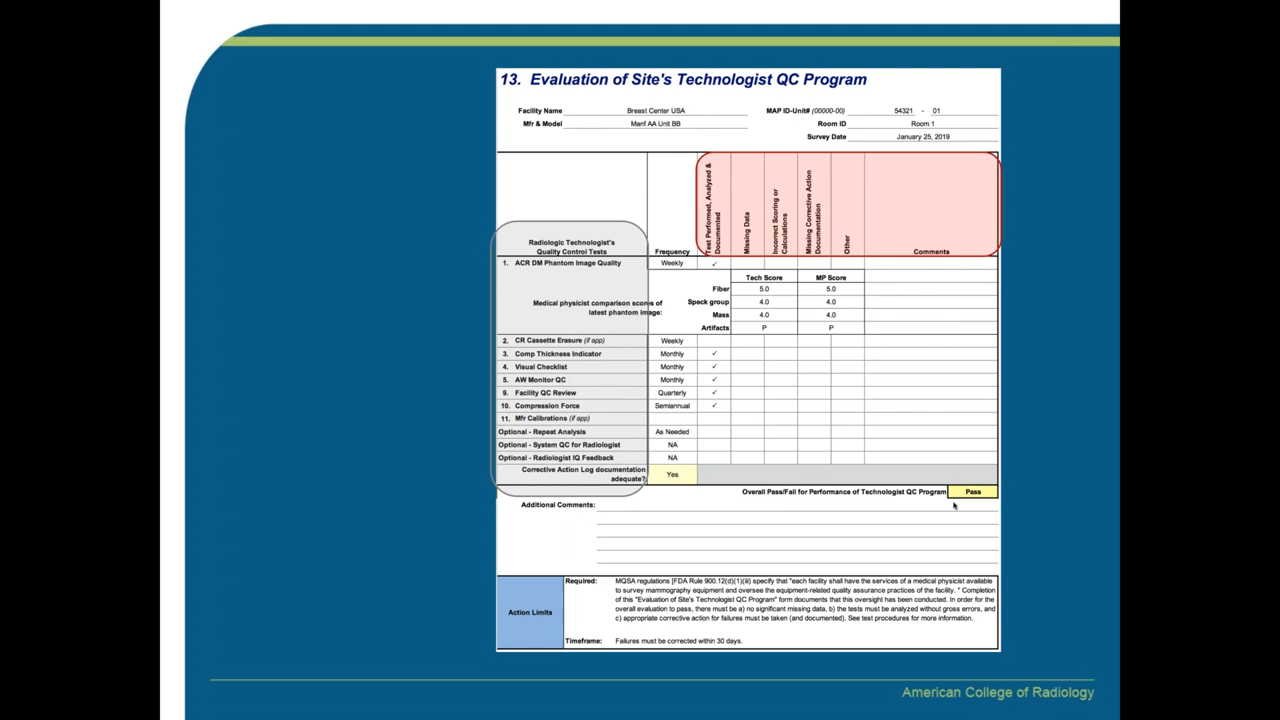 13. Evaluation of Site's Technologist QC Program
Facility Name Breast Center USA MAP ID-Unit# (00000-00) 54321 - 01
Mfr & Model Manf AA Unit BB Room ID Room 1
Survey Date January 25, 2019
Radiologic Technologist's
Quality Control Tests
Frequency
Test Performed, Analyzed &
Documented
Missing Data
Incorrect Scoring or
Calculations
Missing Corrective Action
Documentation
Other
Comments
1. ACR DM Phantom Image Quality Weekly ✓
Tech Score MP Score
Fiber 5.0 5.0
Medical physicist comparison scores of
latest phantom image:
Speck group 4.0 4.0
Mass 4.0 4.0
Artifacts P P
2. CR Cassette Erasure (if app) Weekly
3. Comp Thickness Indicator Monthly ✓
4. Visual Checklist Monthly ✓
5. AW Monitor QC Monthly ✓
9. Facility QC Review Quarterly ✓
10. Compression Force Semiannual ✓
11. Mfr Calibrations (if app)
Optional - Repeat Analysis As Needed
Optional - System QC for Radiologist NA
Optional - Radiologist IQ Feedback NA
Corrective Action Log documentation
adequate? Yes
Overall Pass/Fail for Performance of Technologist QC Program Pass
Additional Comments:
Action Limits
Required: MQSA regulations [FDA Rule 900.12(d)(1)(iii) specify that "each facility shall have the services of a medical physicist available
to survey mammography equipment and oversee the equipment-related quality assurance practices of the facility. " Completion
of this "Evaluation of Site's Technologist QC Program" form documents that this oversight has been conducted. In order for the
overall evaluation to pass, there must be a) no significant missing data, b) the tests must be analyzed without gross errors, and
c) appropriate corrective action for failures must be taken (and documented). See test procedures for more information.
Timeframe: Failures must be corrected within 30 days.
American College of Radiology